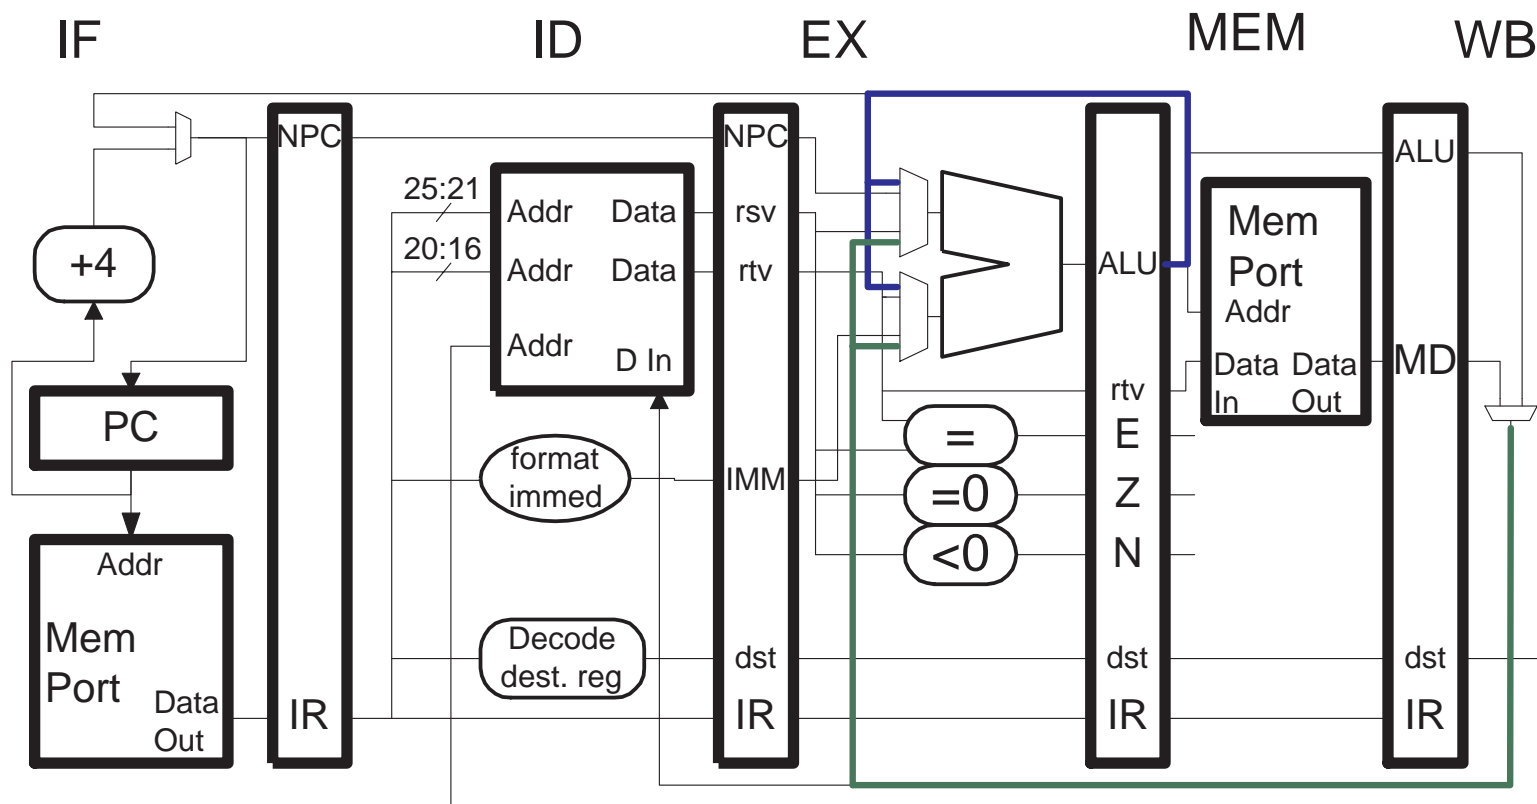 IF
ID
EX
MEM
WB
NPC
NPC
ALU
25:21
Addr
Data
rsv
Mem
Port
20:16
Addr
Data
rtv
ALU
+4
Addr
Addr
D In
Data
In
Data
Out
MD
PC
rtv
=
E
format
immed
IMM
=0
Z
<0
N
Addr
Mem
Port
Data
Out
Decode
dest. reg
dst
dst
dst
IR
IR
IR
IR